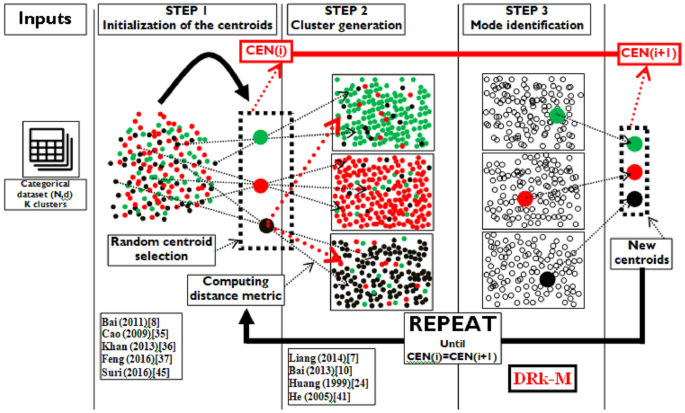 Inputs
STEP 1
Initialization of the centroids
STEP 2
Cluster generation
STEP 3
Mode identification
CEN(i)
CEN(i+1)
Categorical
dataset (N,d)
K clusters
Random centroid
selection
Computing
distance metric
New
centroids
Bai (2011)[8]
Cao (2009)[35]
Khan (2013)[36]
Feng (2016)[37]
Suri (2016)[45]
Liang (2014)[7]
Bai (2013)[10]
Huang (1999)[24]
He (2005)[41]
REPEAT
Until
CEN(i)=CEN(i+1)
DRk-M